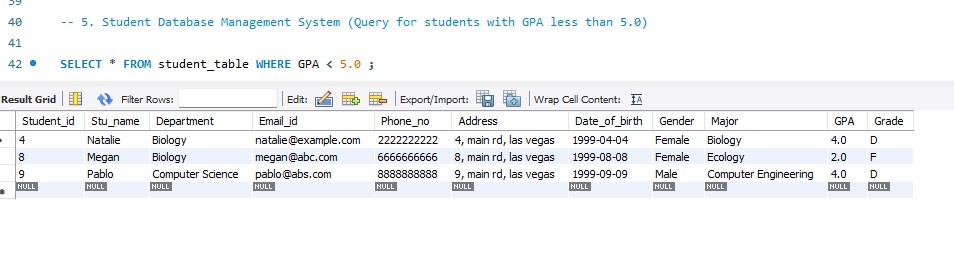 39
40 -- 5. Student Database Management System (Query for students with GPA less than 5.0)
41
42 SELECT * FROM student_table WHERE GPA < 5.0 ;
Result Grid Filter Rows: Edit: Export/Import: Wrap Cell Content: IA
Student_id Stu_name Department Email_id Phone_no Address Date_of_birth Gender Major GPA Grade
4 Natalie Biology natalie@example.com 2222222222 4, main rd, las vegas 1999-04-04 Female Biology 4.0 D
8 Megan Biology megan@abc.com 6666666666 8, main rd, las vegas 1999-08-08 Female Ecology 2.0 F
9 Pablo Computer Science pablo@abs.com 8888888888 9, main rd, las vegas 1999-09-09 Male Computer Engineering 4.0 D
NULL NULL NULL NULL NULL NULL NULL NULL NULL NULL NULL